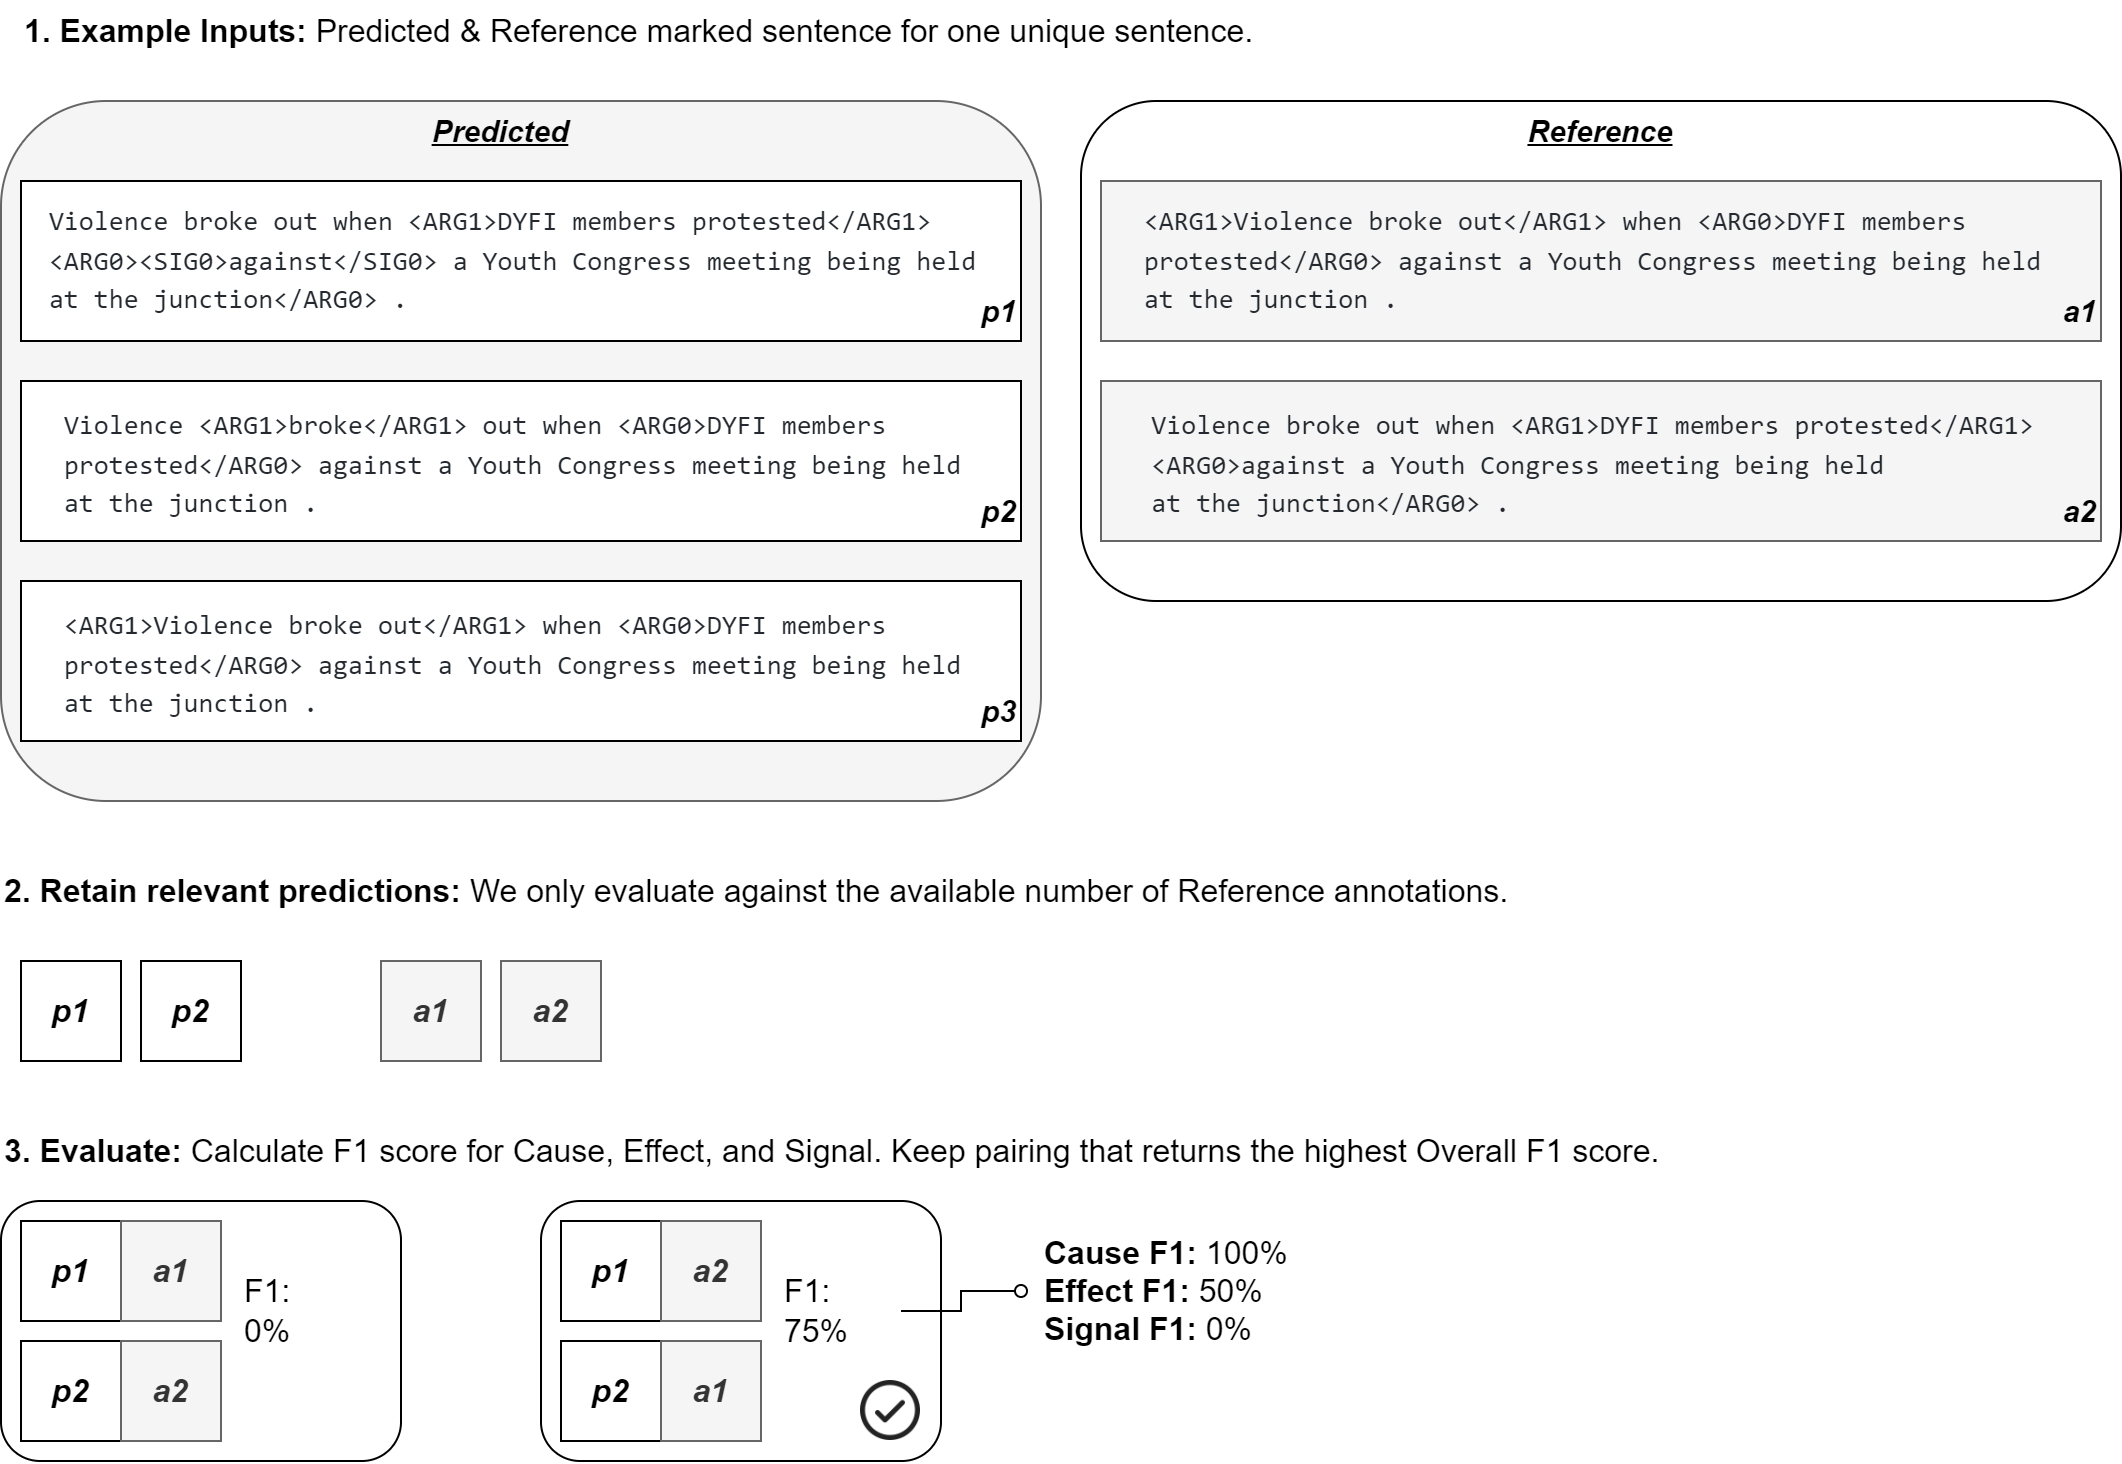 1. Example Inputs: Predicted & Reference marked sentence for one unique sentence.
Predicted
Violence broke out when <ARG1>DYFI members protested</ARG1>
<ARG0><SIG0>against</SIG0> a Youth Congress meeting being held
at the junction</ARG0> .
p1
Violence <ARG1>broke</ARG1> out when <ARG0>DYFI members
protested</ARG0> against a Youth Congress meeting being held
at the junction .
p2
<ARG1>Violence broke out</ARG1> when <ARG0>DYFI members
protested</ARG0> against a Youth Congress meeting being held
at the junction .
p3
Reference
<ARG1>Violence broke out</ARG1> when <ARG0>DYFI members
protested</ARG0> against a Youth Congress meeting being held
at the junction .
a1
Violence broke out when <ARG1>DYFI members protested</ARG1>
<ARG0>against a Youth Congress meeting being held
at the junction</ARG0> .
a2
2. Retain relevant predictions: We only evaluate against the available number of Reference annotations.
p1 p2 a1 a2
3. Evaluate: Calculate F1 score for Cause, Effect, and Signal. Keep pairing that returns the highest Overall F1 score.
p1 a1
F1:
0%
p2 a2
p1 a2
F1:
75%
p2 a1
Cause F1: 100%
Effect F1: 50%
Signal F1: 0%